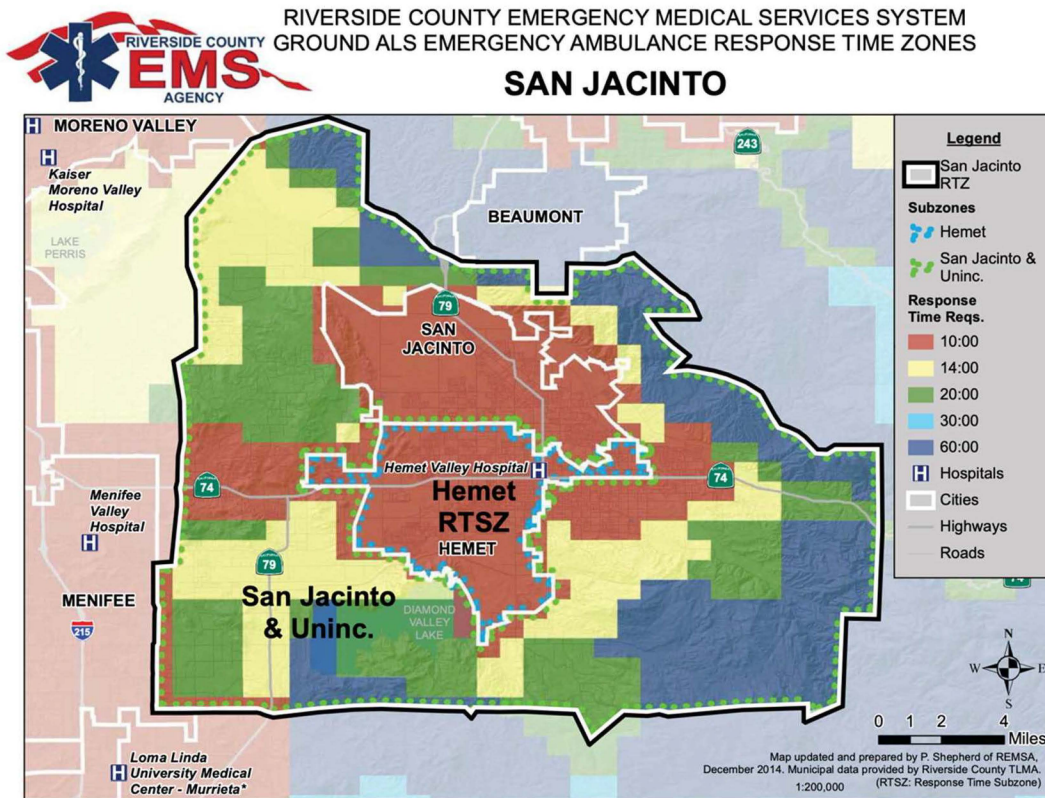 RIVERSIDE COUNTY
EMS
AGENCY
RIVERSIDE COUNTY EMERGENCY MEDICAL SERVICES SYSTEM
GROUND ALS EMERGENCY AMBULANCE RESPONSE TIME ZONES
SAN JACINTO
H MORENO VALLEY
H
Kaiser
Moreno Valley
Hospital
LAKE
PERRIS
243
BEAUMONT
79
SAN
JACINTO
Hemet Valley Hospital H
74
74
Hemet
RTSZ
HEMET
Menifee
Valley
Hospital
H
79
MENIFEE
San Jacinto
& Uninc.
DIAMOND
VALLEY
LAKE
215
Loma Linda
H University Medical
Center - Murrieta*
Legend
San Jacinto
RTZ
Subzones
Hemet
San Jacinto &
Uninc.
Response
Time Reqs.
10:00
14:00
20:00
30:00
60:00
H Hospitals
Cities
Highways
Roads
74
N
W E
S
0 1 2 4
Miles
Map updated and prepared by P. Shepherd of REMSA,
December 2014. Municipal data provided by Riverside County TLMA.
1:200,000 (RTSZ: Response Time Subzone)